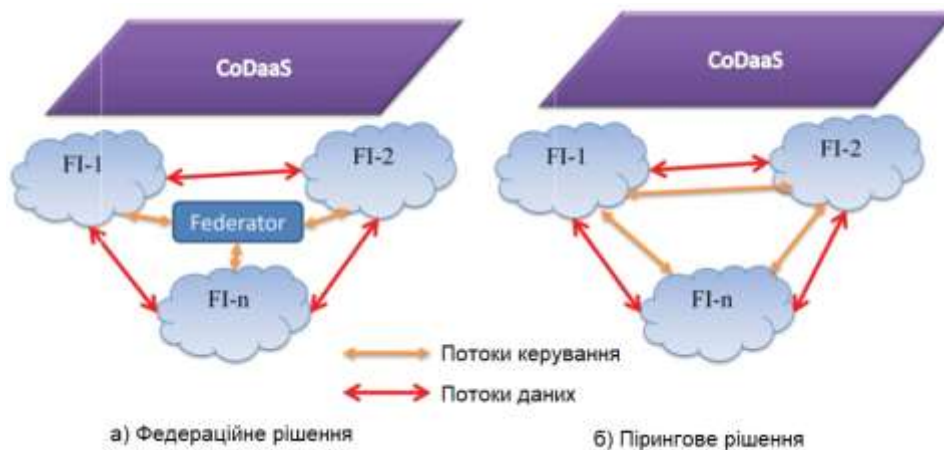 CoDaaS
FI-1
FI-2
Federator
FI-n
CoDaaS
FI-1
FI-2
FI-n
Потоки керування
Потоки даних
а) Федераційне рішення
б) Пірингове рішення